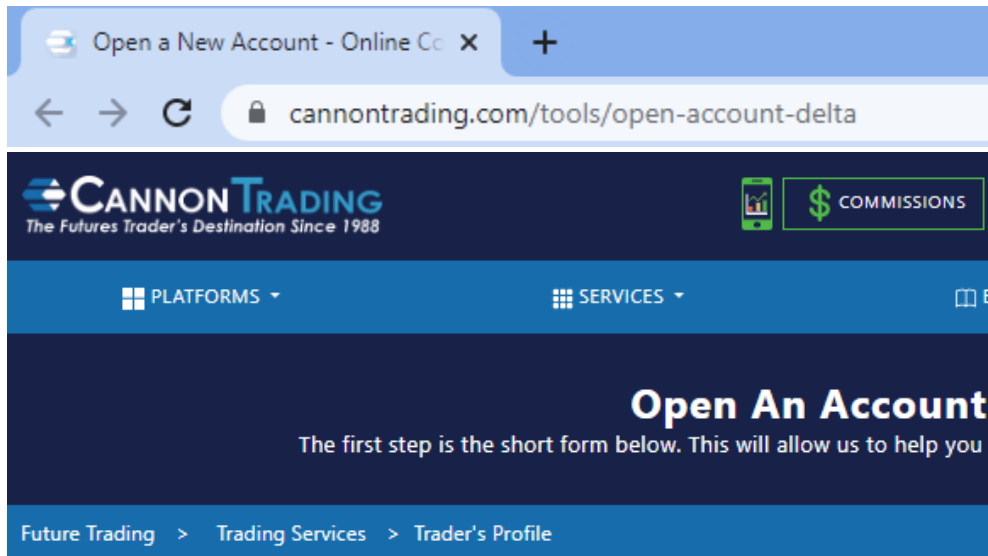 Open a New Account - Online Co
cannontrading.com/tools/open-account-delta
CANNON TRADING
The Futures Trader's Destination Since 1988
$ COMMISSIONS
PLATFORMS
SERVICES
Open An Account
The first step is the short form below. This will allow us to help you
Future Trading > Trading Services > Trader's Profile